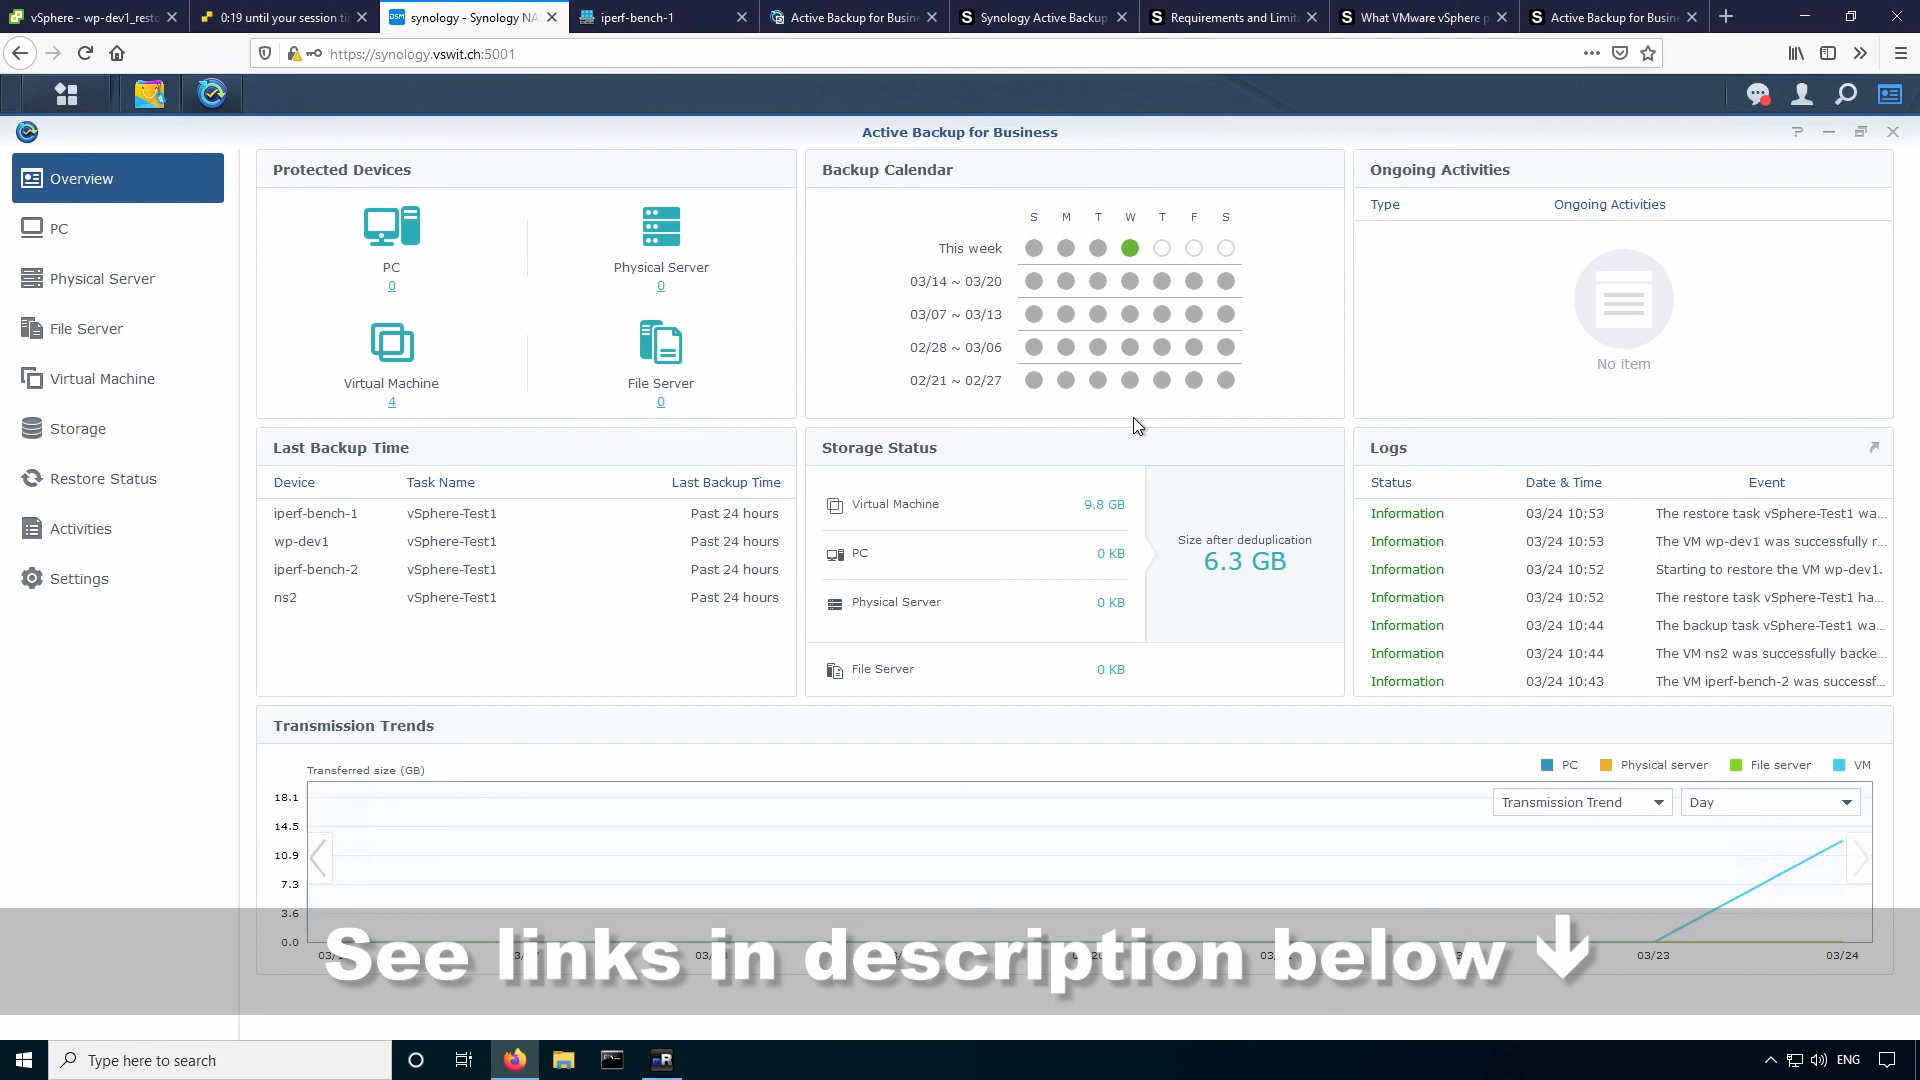 vSphere - wp-dev1_resto
0:19 until your session ti
synology - Synology NA
iperf-bench-1
Active Backup for Busine
Synology Active Backup
Requirements and Limita
What VMware vSphere p
Active Backup for Busine
https://synology.vswit.ch:5001
Active Backup for Business
Overview
PC
Physical Server
File Server
Virtual Machine
Storage
Restore Status
Activities
Settings
Protected Devices
PC
0
Physical Server
0
Virtual Machine
4
File Server
0
Backup Calendar
S M T W T F S
This week
03/14 ~ 03/20
03/07 ~ 03/13
02/28 ~ 03/06
02/21 ~ 02/27
Ongoing Activities
Type Ongoing Activities
No item
Last Backup Time
Device Task Name Last Backup Time
iperf-bench-1 vSphere-Test1 Past 24 hours
wp-dev1 vSphere-Test1 Past 24 hours
iperf-bench-2 vSphere-Test1 Past 24 hours
ns2 vSphere-Test1 Past 24 hours
Storage Status
Virtual Machine 9.8 GB
PC 0 KB
Physical Server 0 KB
File Server 0 KB
Size after deduplication
6.3 GB
Logs
Status Date & Time Event
Information 03/24 10:53 The restore task vSphere-Test1 wa...
Information 03/24 10:53 The VM wp-dev1 was successfully r...
Information 03/24 10:52 Starting to restore the VM wp-dev1.
Information 03/24 10:52 The restore task vSphere-Test1 ha...
Information 03/24 10:44 The backup task vSphere-Test1 wa...
Information 03/24 10:44 The VM ns2 was successfully backe...
Information 03/24 10:43 The VM iperf-bench-2 was successf...
Transmission Trends
Transferred size (GB)
PC Physical server File server VM
Transmission Trend Day
18.1
14.5
10.9
7.3
3.6
0.0
03/23 03/24
See links in description below
Type here to search
ENG